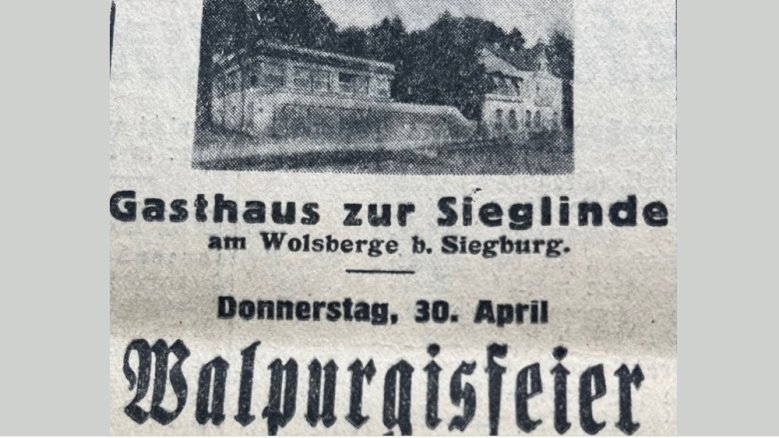 Gasthaus zur Sieglinde
am Wolsberge b. Siegburg.
Donnerstag, 30. April
Walpurgisfeier